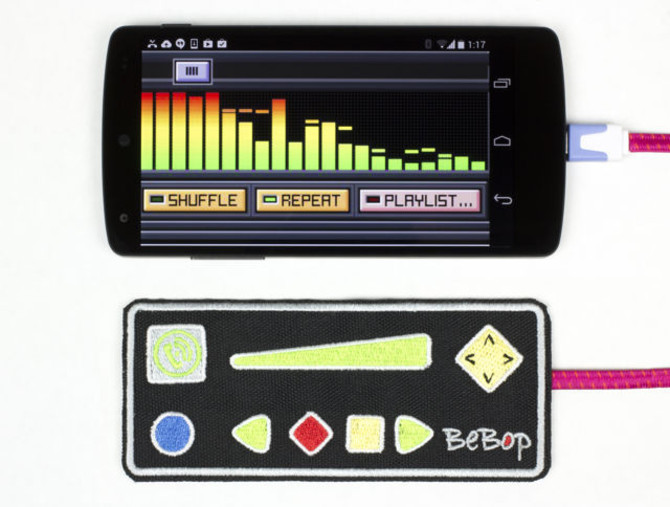 1:17
SHUFFLE
REPEAT
PLAYLIST...
BeBop